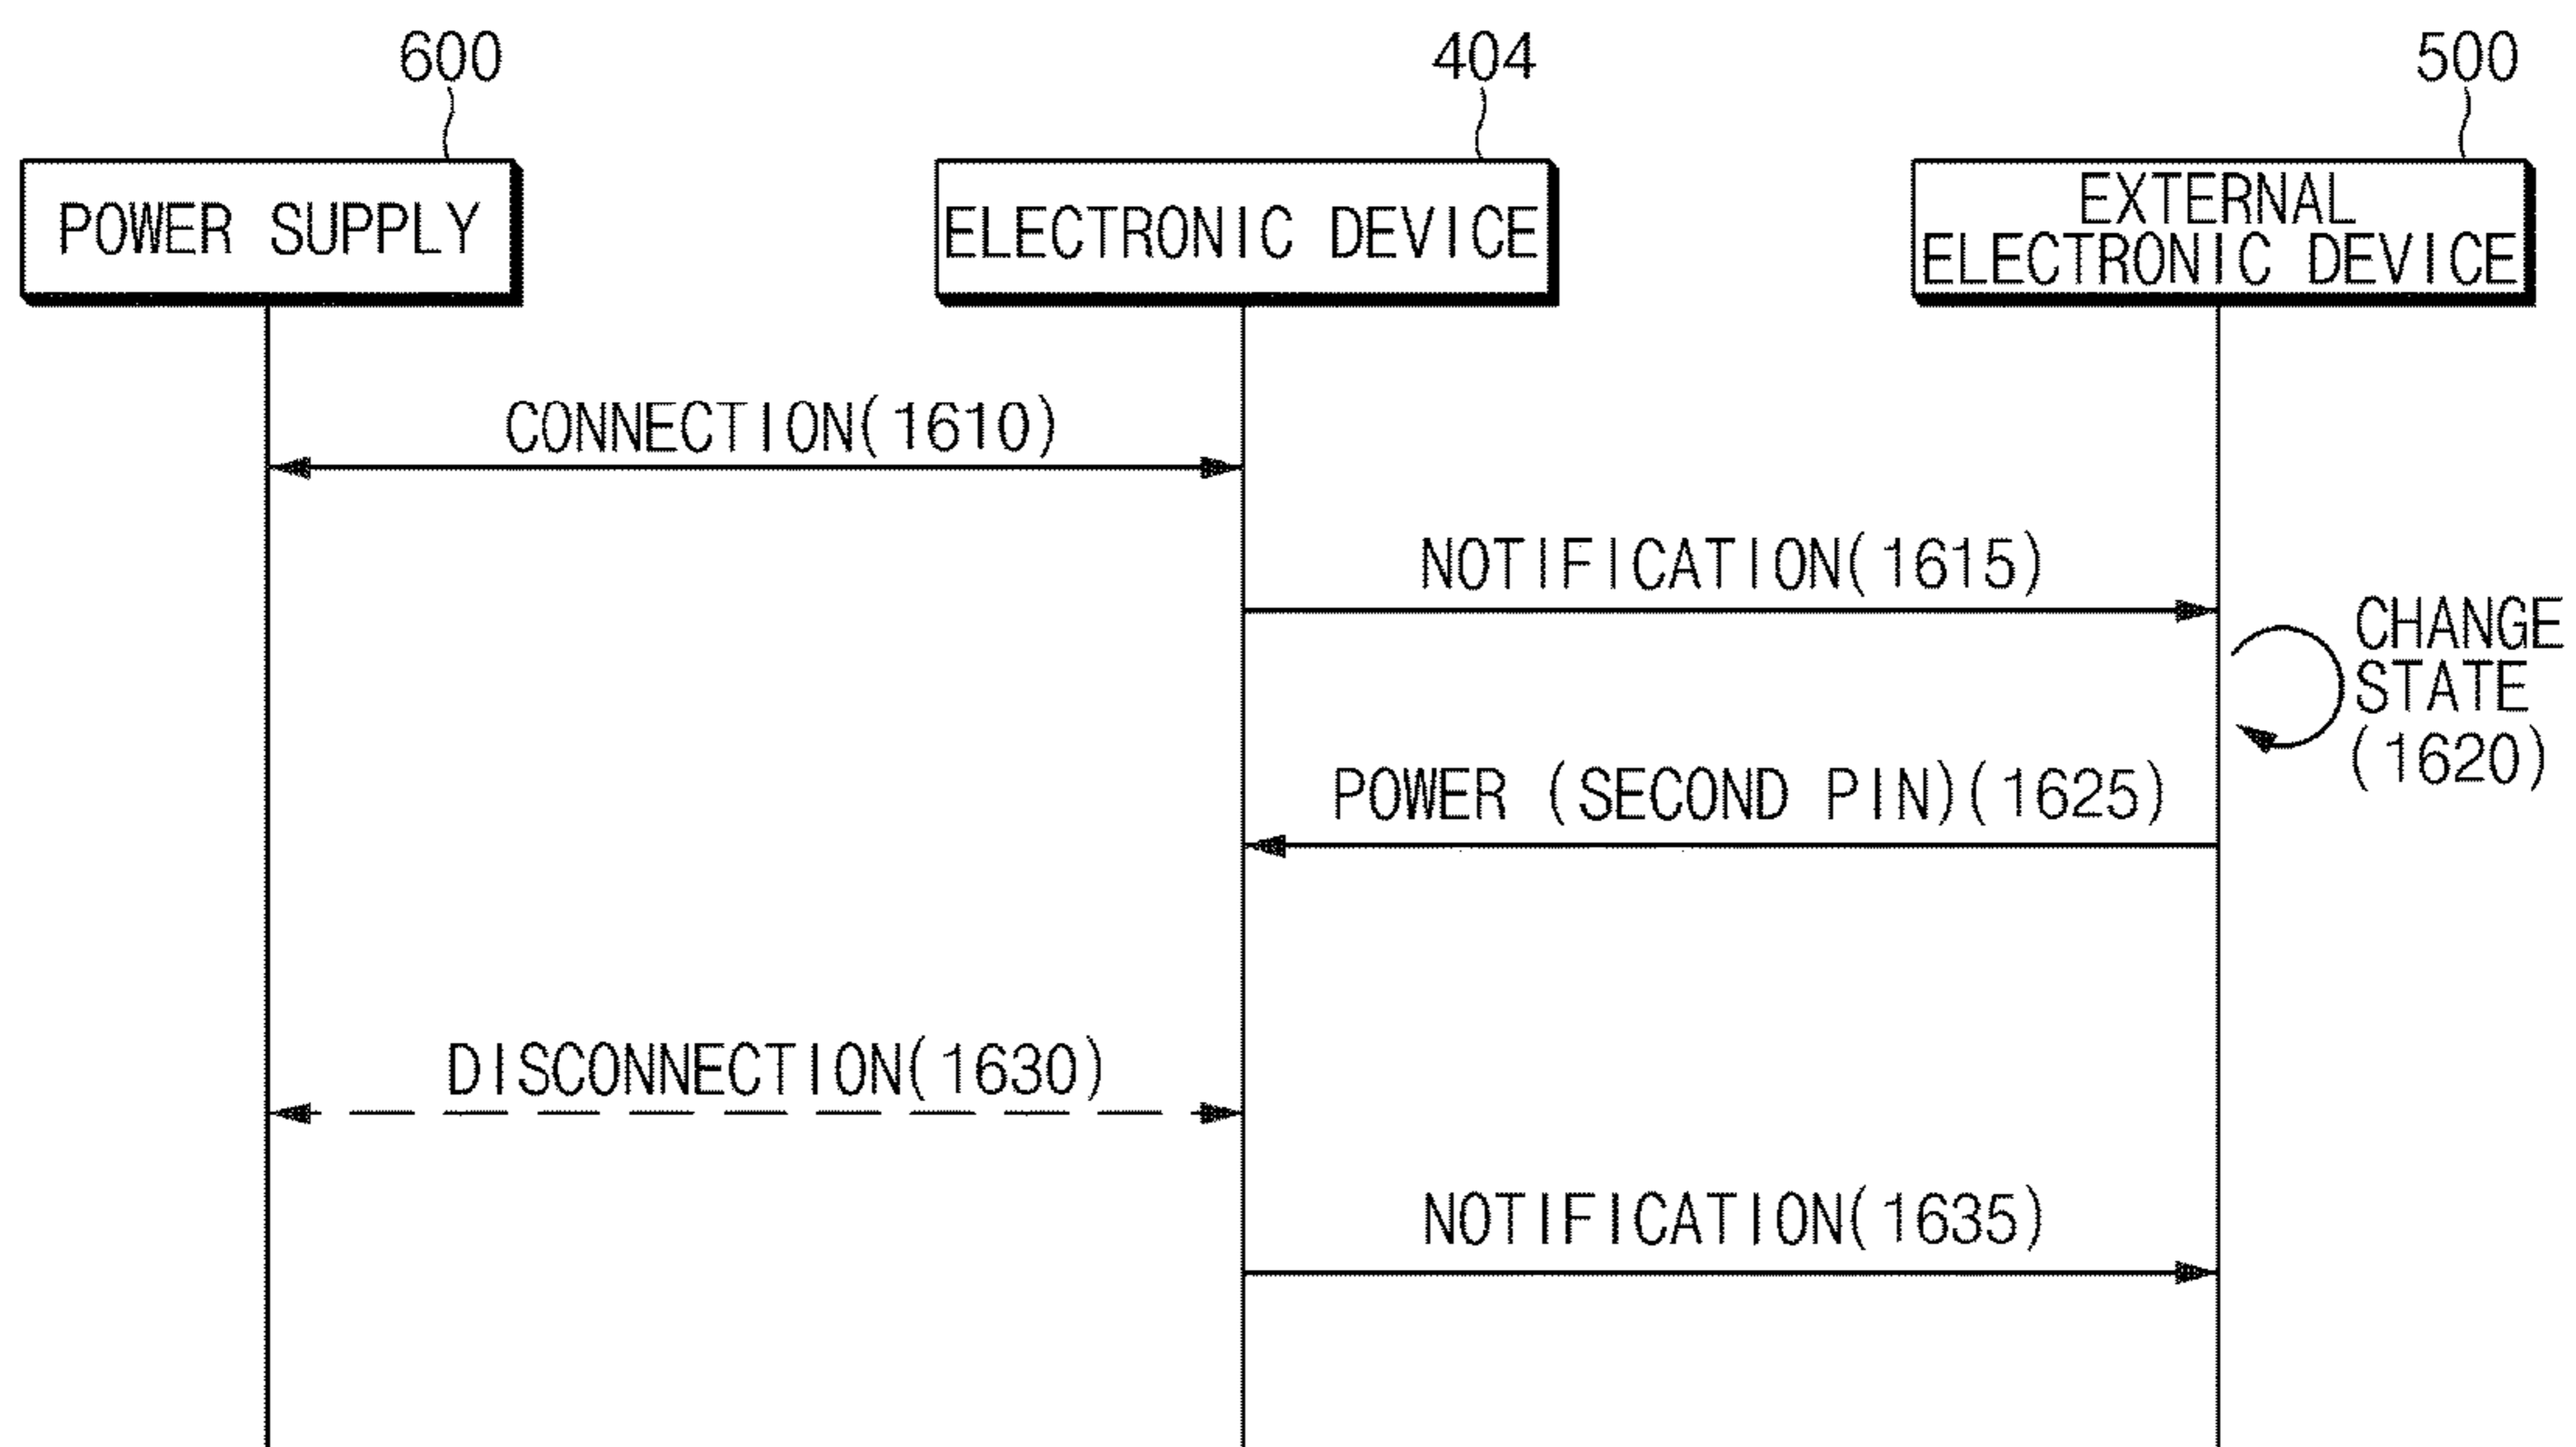 600
404
500
POWER SUPPLY
ELECTRONIC DEVICE
EXTERNAL
ELECTRONIC DEVICE
CONNECTION(1610)
NOTIFICATION(1615)
CHANGE
STATE
(1620)
POWER (SECOND PIN)(1625)
DISCONNECTION(1630)
NOTIFICATION(1635)